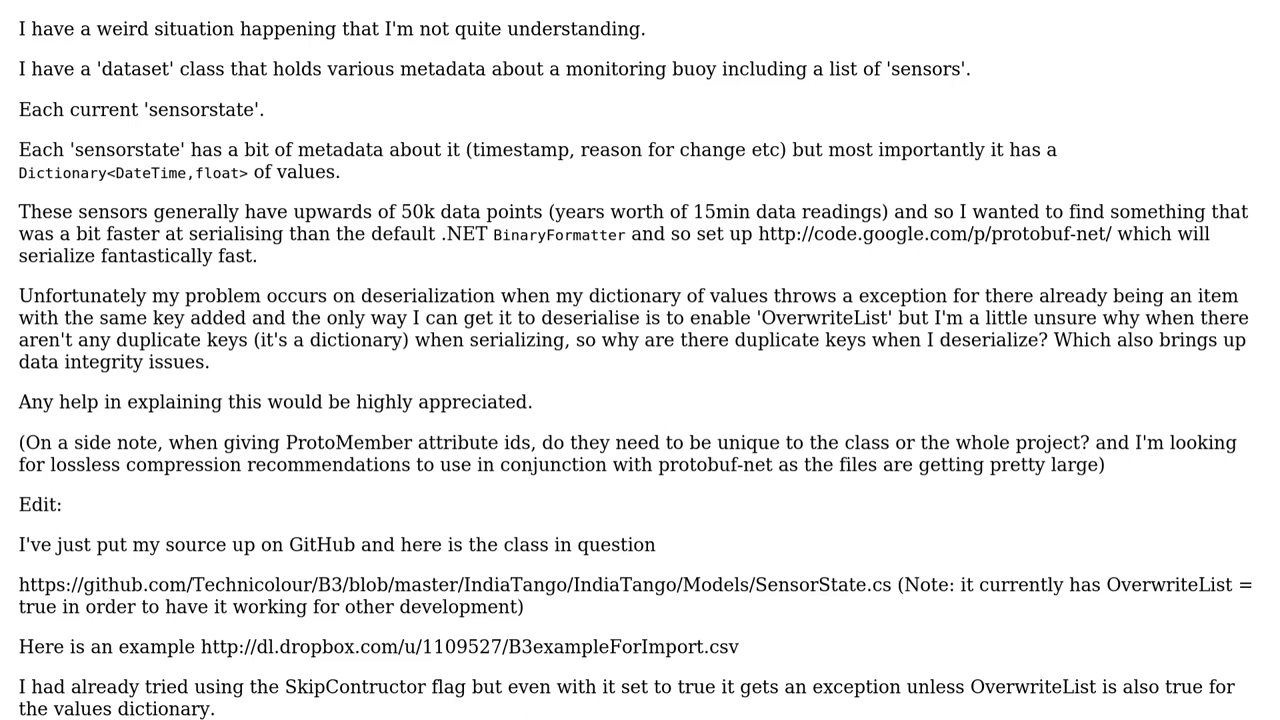 I have a weird situation happening that I'm not quite understanding.
I have a 'dataset' class that holds various metadata about a monitoring buoy including a list of 'sensors'.
Each current 'sensorstate'.
Each 'sensorstate' has a bit of metadata about it (timestamp, reason for change etc) but most importantly it has a
Dictionary<DateTime,float> of values.
These sensors generally have upwards of 50k data points (years worth of 15min data readings) and so I wanted to find something that
was a bit faster at serialising than the default .NET BinaryFormatter and so set up http://code.google.com/p/protobuf-net/ which will
serialize fantastically fast.
Unfortunately my problem occurs on deserialization when my dictionary of values throws a exception for there already being an item
with the same key added and the only way I can get it to deserialise is to enable 'OverwriteList' but I'm a little unsure why when there
aren't any duplicate keys (it's a dictionary) when serializing, so why are there duplicate keys when I deserialize? Which also brings up
data integrity issues.
Any help in explaining this would be highly appreciated.
(On a side note, when giving ProtoMember attribute ids, do they need to be unique to the class or the whole project? and I'm looking
for lossless compression recommendations to use in conjunction with protobuf-net as the files are getting pretty large)
Edit:
I've just put my source up on GitHub and here is the class in question
https://github.com/Technicolour/B3/blob/master/IndiaTango/IndiaTango/Models/SensorState.cs (Note: it currently has OverwriteList =
true in order to have it working for other development)
Here is an example http://dl.dropbox.com/u/1109527/B3exampleForImport.csv
I had already tried using the SkipContructor flag but even with it set to true it gets an exception unless OverwriteList is also true for
the values dictionary.